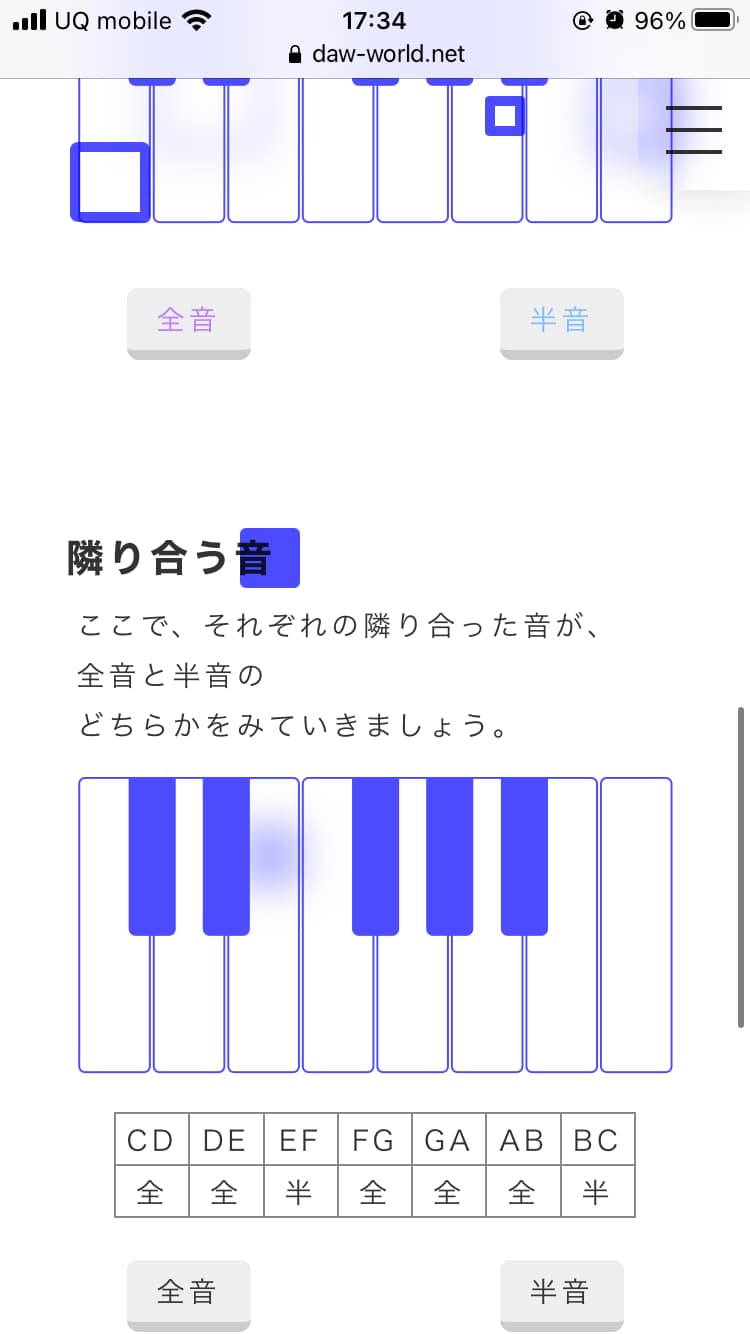 UQ mobile 17:34 96%
daw-world.net
全音 半音
隣り合う音
ここで、それぞれの隣り合った音が、
全音と半音の
どちらかをみていきましょう。
CD DE EF FG GA AB BC
全 全 半 全 全 全 半
全音 半音